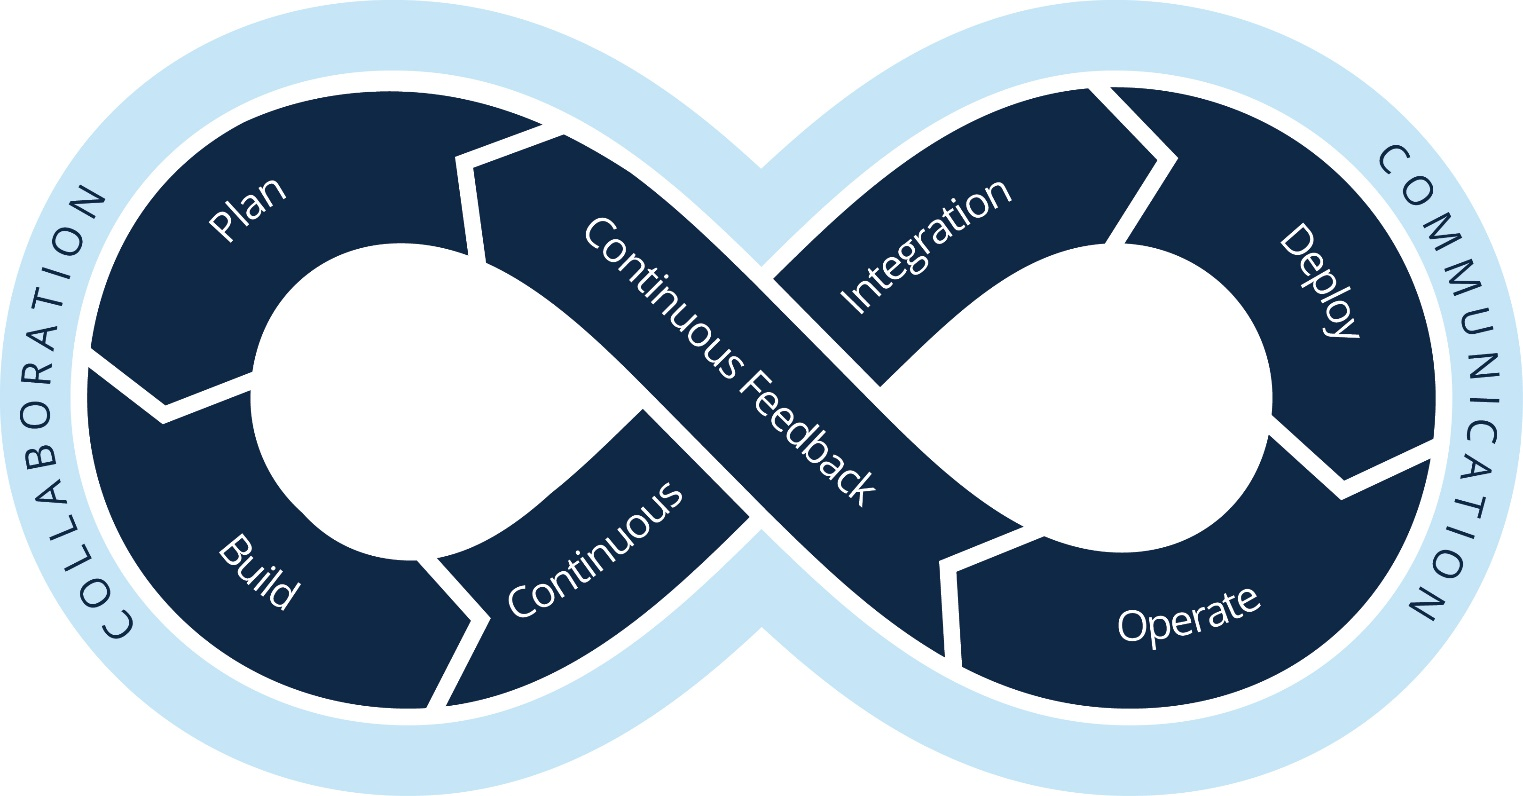 COLLABORATION
Plan
Build
Continuous
Integration
Deploy
Operate
Continuous Feedback
COMMUNICATION